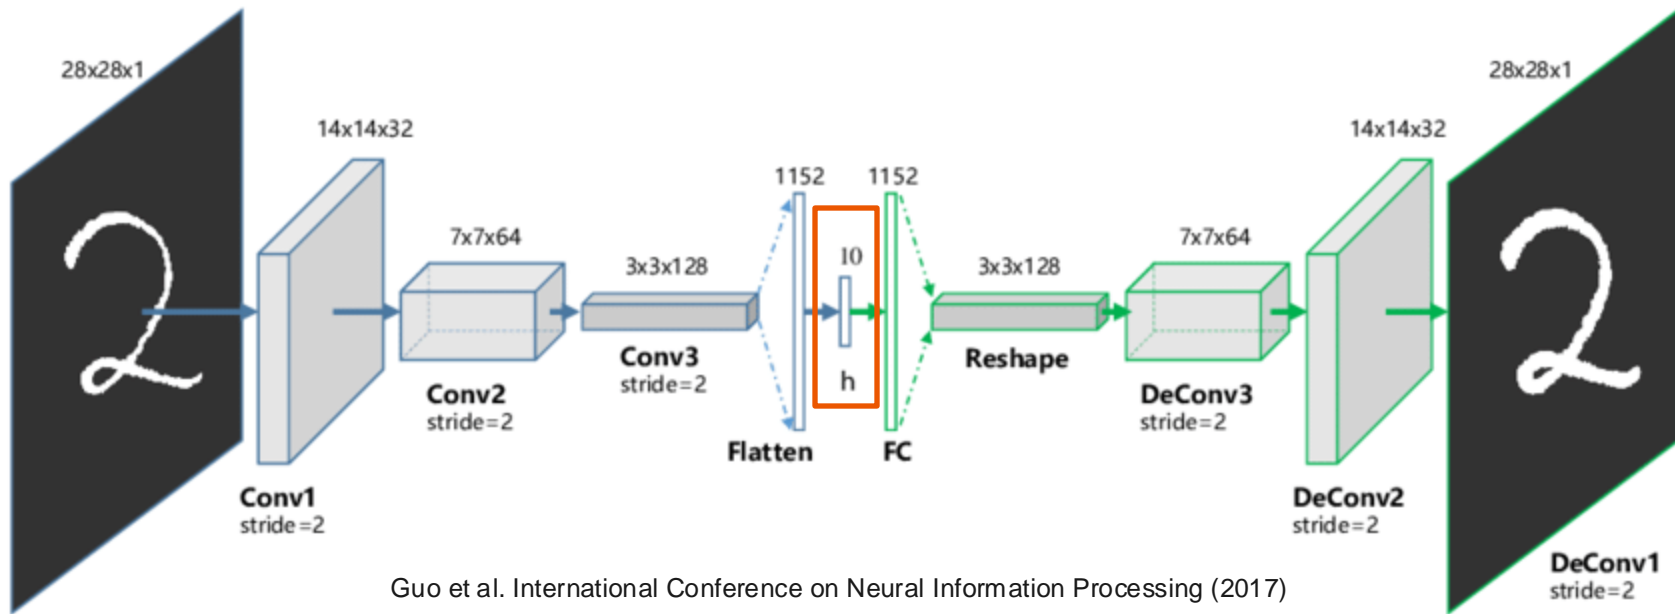 28x28x1
14x14x32
7x7x64
3x3x128
1152
10
h
1152
3x3x128
7x7x64
14x14x32
28x28x1
Conv1
stride=2
Conv2
stride=2
Conv3
stride=2
Flatten
FC
Reshape
DeConv3
stride=2
DeConv2
stride=2
DeConv1
stride=2
Guo et al. International Conference on Neural Information Processing (2017)